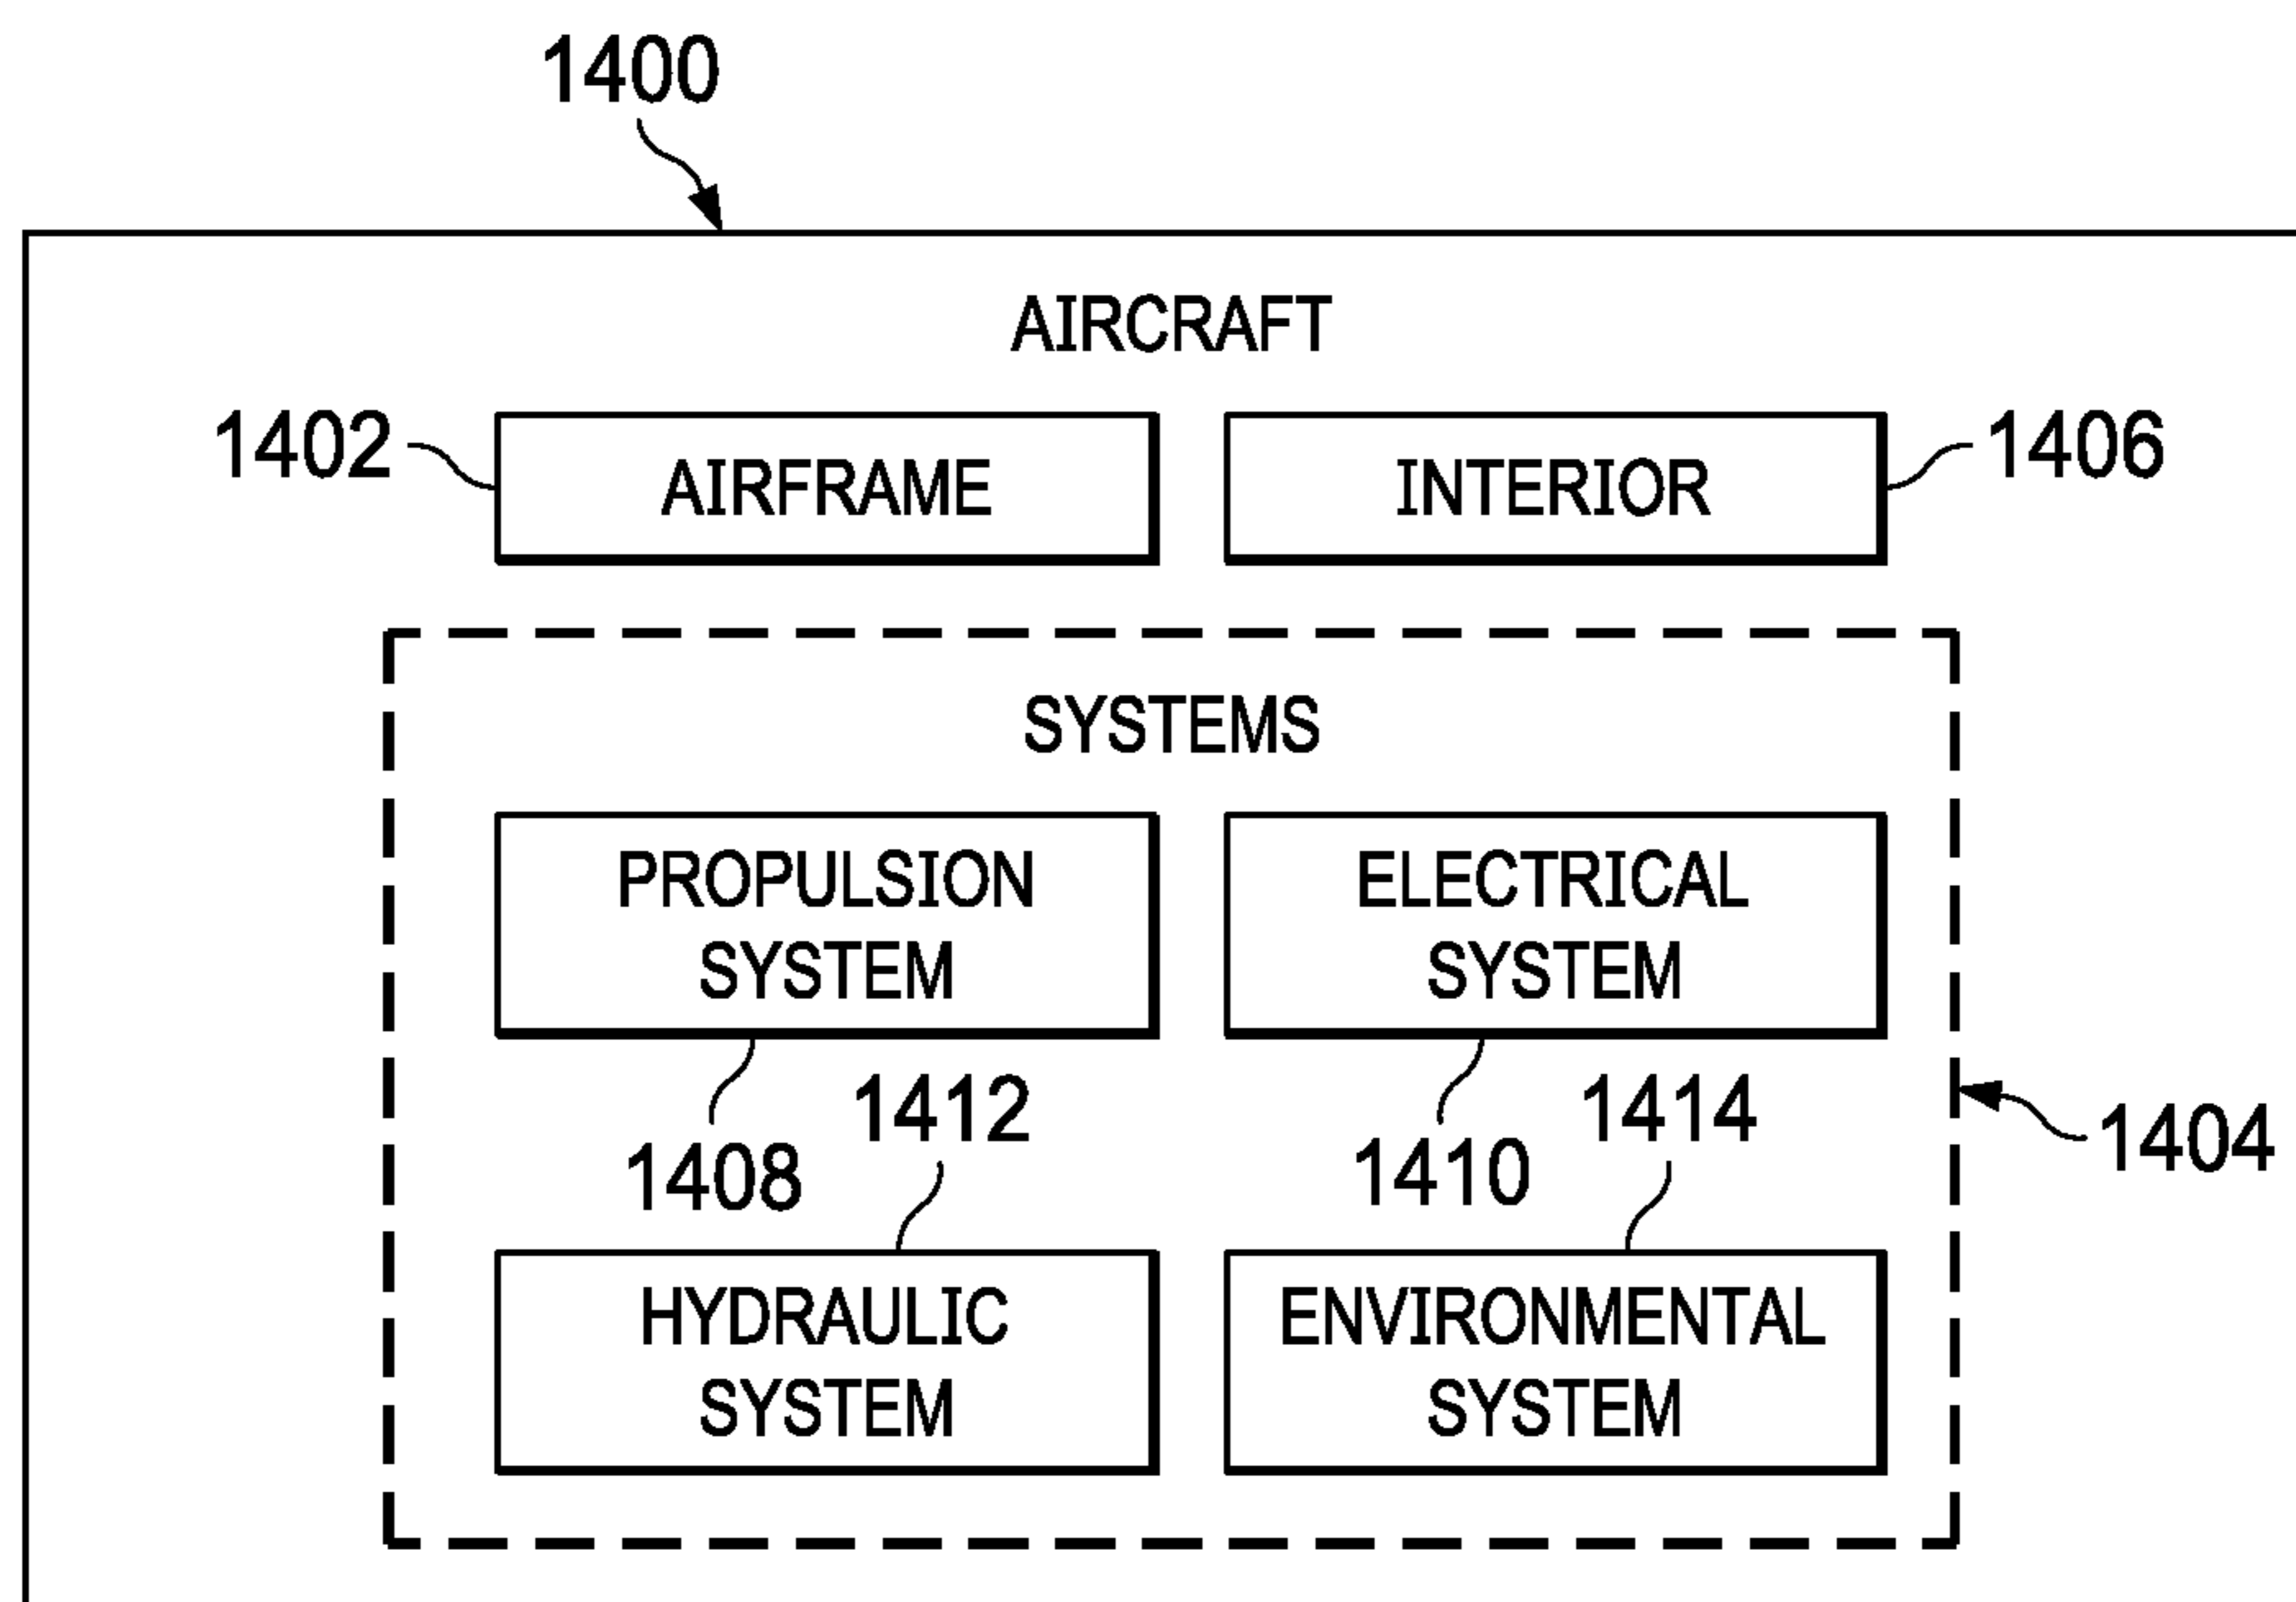 1400
AIRCRAFT
1402
AIRFRAME
INTERIOR
1406
SYSTEMS
PROPULSION
SYSTEM
ELECTRICAL
SYSTEM
1408
1412
1410
1414
1404
HYDRAULIC
SYSTEM
ENVIRONMENTAL
SYSTEM